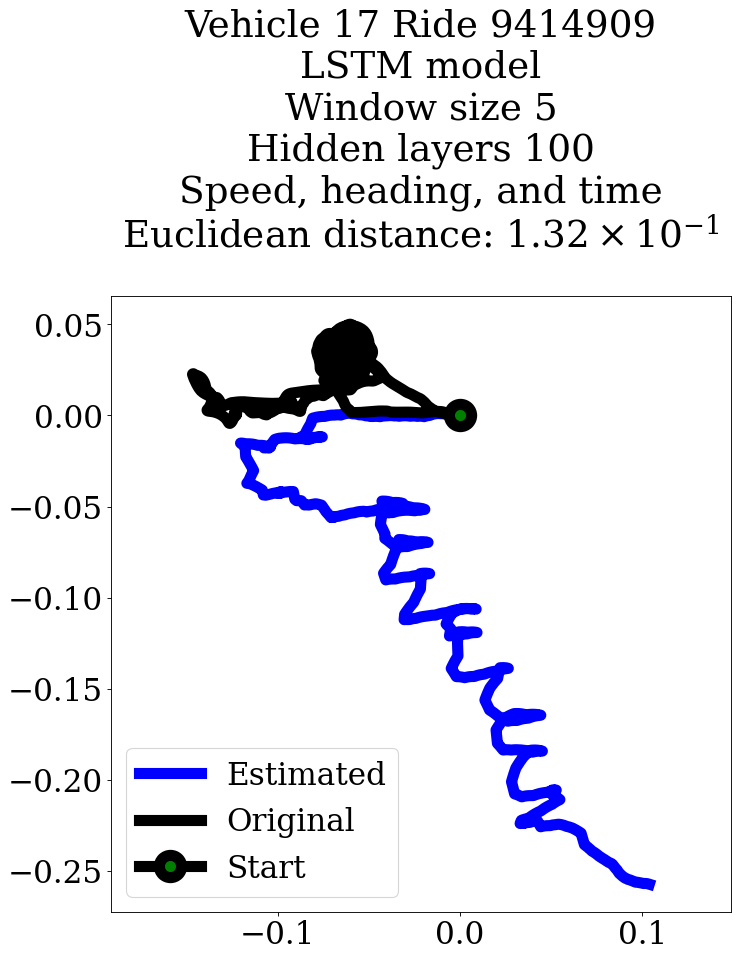 Vehicle 17 Ride 9414909
LSTM model
Window size 5
Hidden layers 100
Speed, heading, and time
Euclidean distance: 1.32 × 10⁻¹
0.05
0.00
−0.05
−0.10
−0.15
−0.20
−0.25
Estimated
Original
Start
−0.1
0.0
0.1